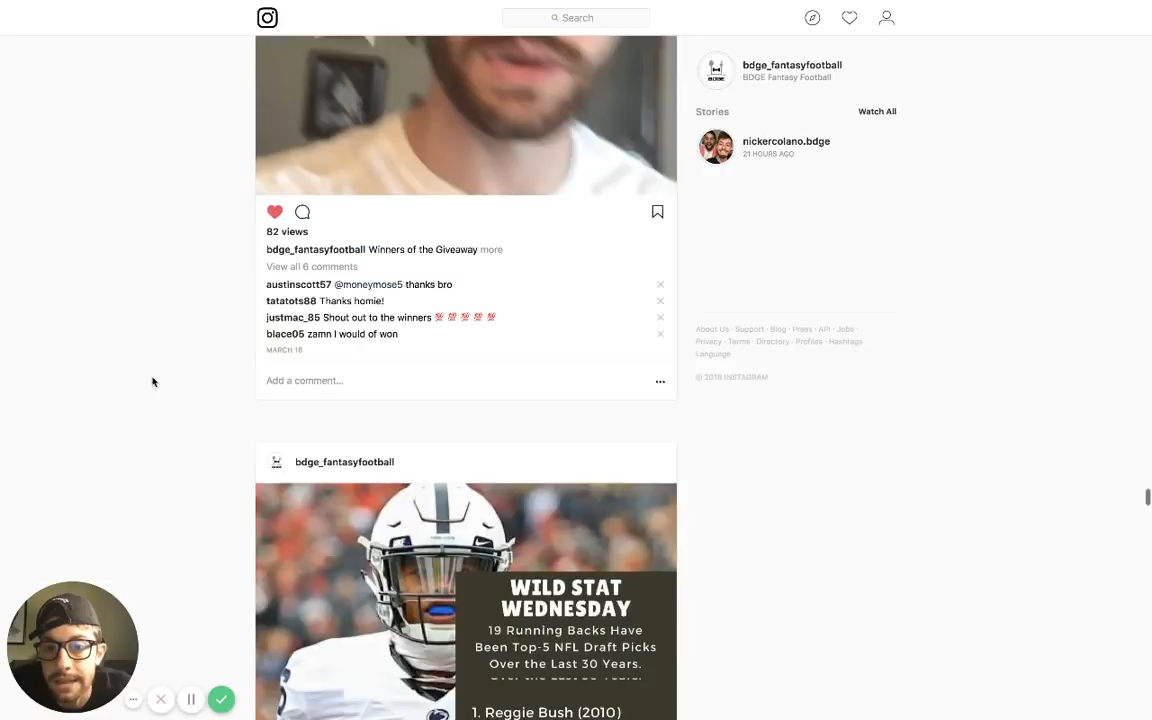 Search
bdge_fantasyfootball
BDGE Fantasy Football
Stories
Watch All
nickercolano.bdge
21 HOURS AGO
82 views
bdge_fantasyfootball Winners of the Giveaway more
View all 6 comments
austinscott57 @moneymose5 thanks bro
tatatots88 Thanks homie!
justmac_85 Shout out to the winners 💯 💯 💯 💯 💯
blace05 zamn I would of won
MARCH 16
Add a comment...
About Us · Support · Blog · Press · API · Jobs ·
Privacy · Terms · Directory · Profiles · Hashtags ·
Language
© 2018 INSTAGRAM
bdge_fantasyfootball
WILD STAT
WEDNESDAY
19 Running Backs Have
Been Top-5 NFL Draft Picks
Over the Last 30 Years.
1. Reggie Bush (2010)